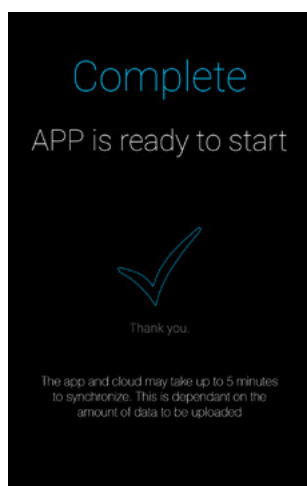 Complete
APP is ready to start
Thank you.
The app and cloud may take up to 5 minutes
to synchronize. This is dependant on the
amount of data to be uploaded